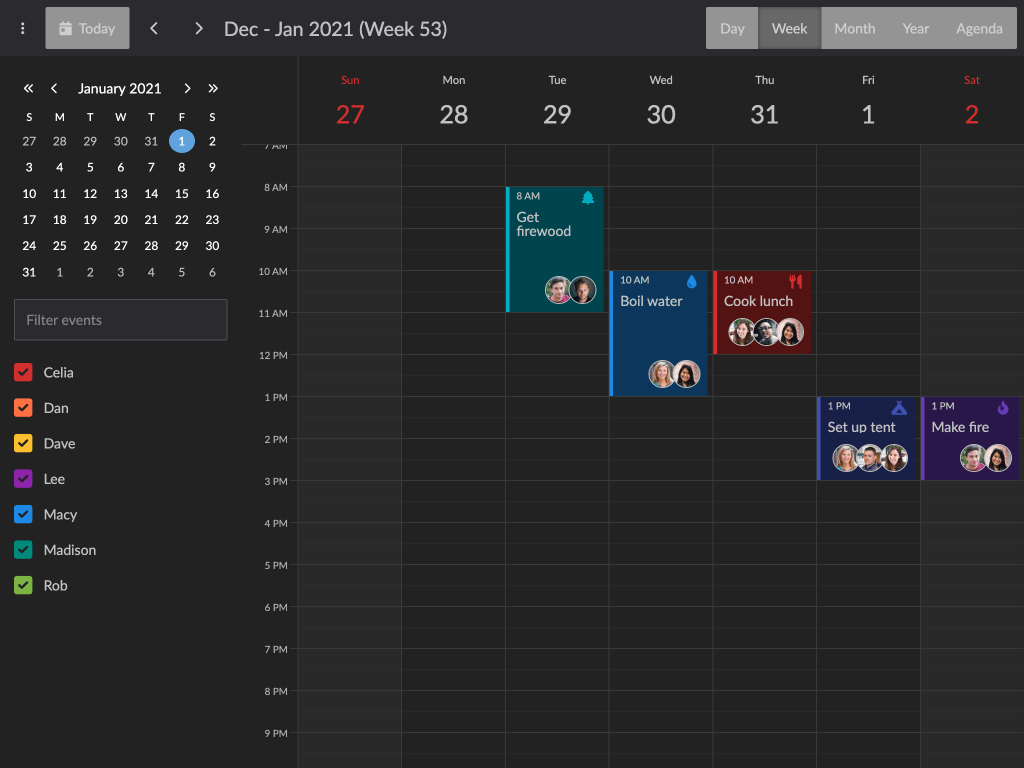 Today
Dec - Jan 2021 (Week 53)
Day Week Month Year Agenda
January 2021
S M T W T F S
27 28 29 30 31 1 2
3 4 5 6 7 8 9
10 11 12 13 14 15 16
17 18 19 20 21 22 23
24 25 26 27 28 29 30
31 1 2 3 4 5 6
Filter events
Celia
Dan
Dave
Lee
Macy
Madison
Rob
Sun Mon Tue Wed Thu Fri Sat
27 28 29 30 31 1 2
7 AM
8 AM
9 AM
10 AM
11 AM
12 PM
1 PM
2 PM
3 PM
4 PM
5 PM
6 PM
7 PM
8 PM
9 PM
8 AM
Get
firewood
10 AM
Boil water
10 AM
Cook lunch
1 PM
Set up tent
1 PM
Make fire